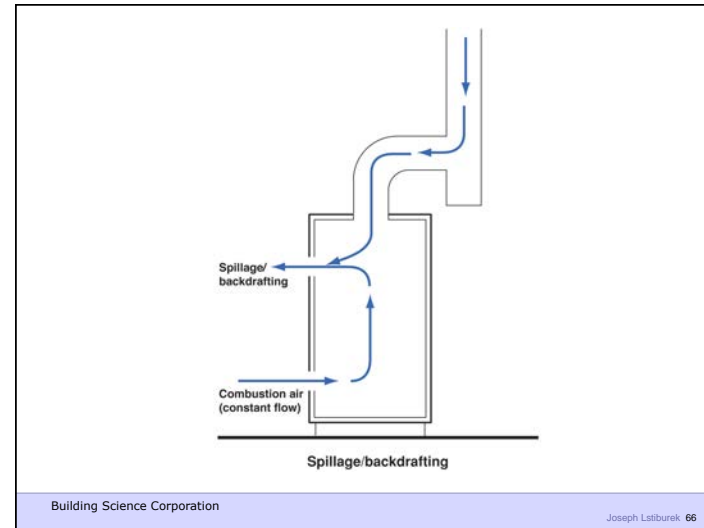 Spillage/
backdrafting
Combustion air
(constant flow)
Spillage/backdrafting
Building Science Corporation
Joseph Lstiburek 66